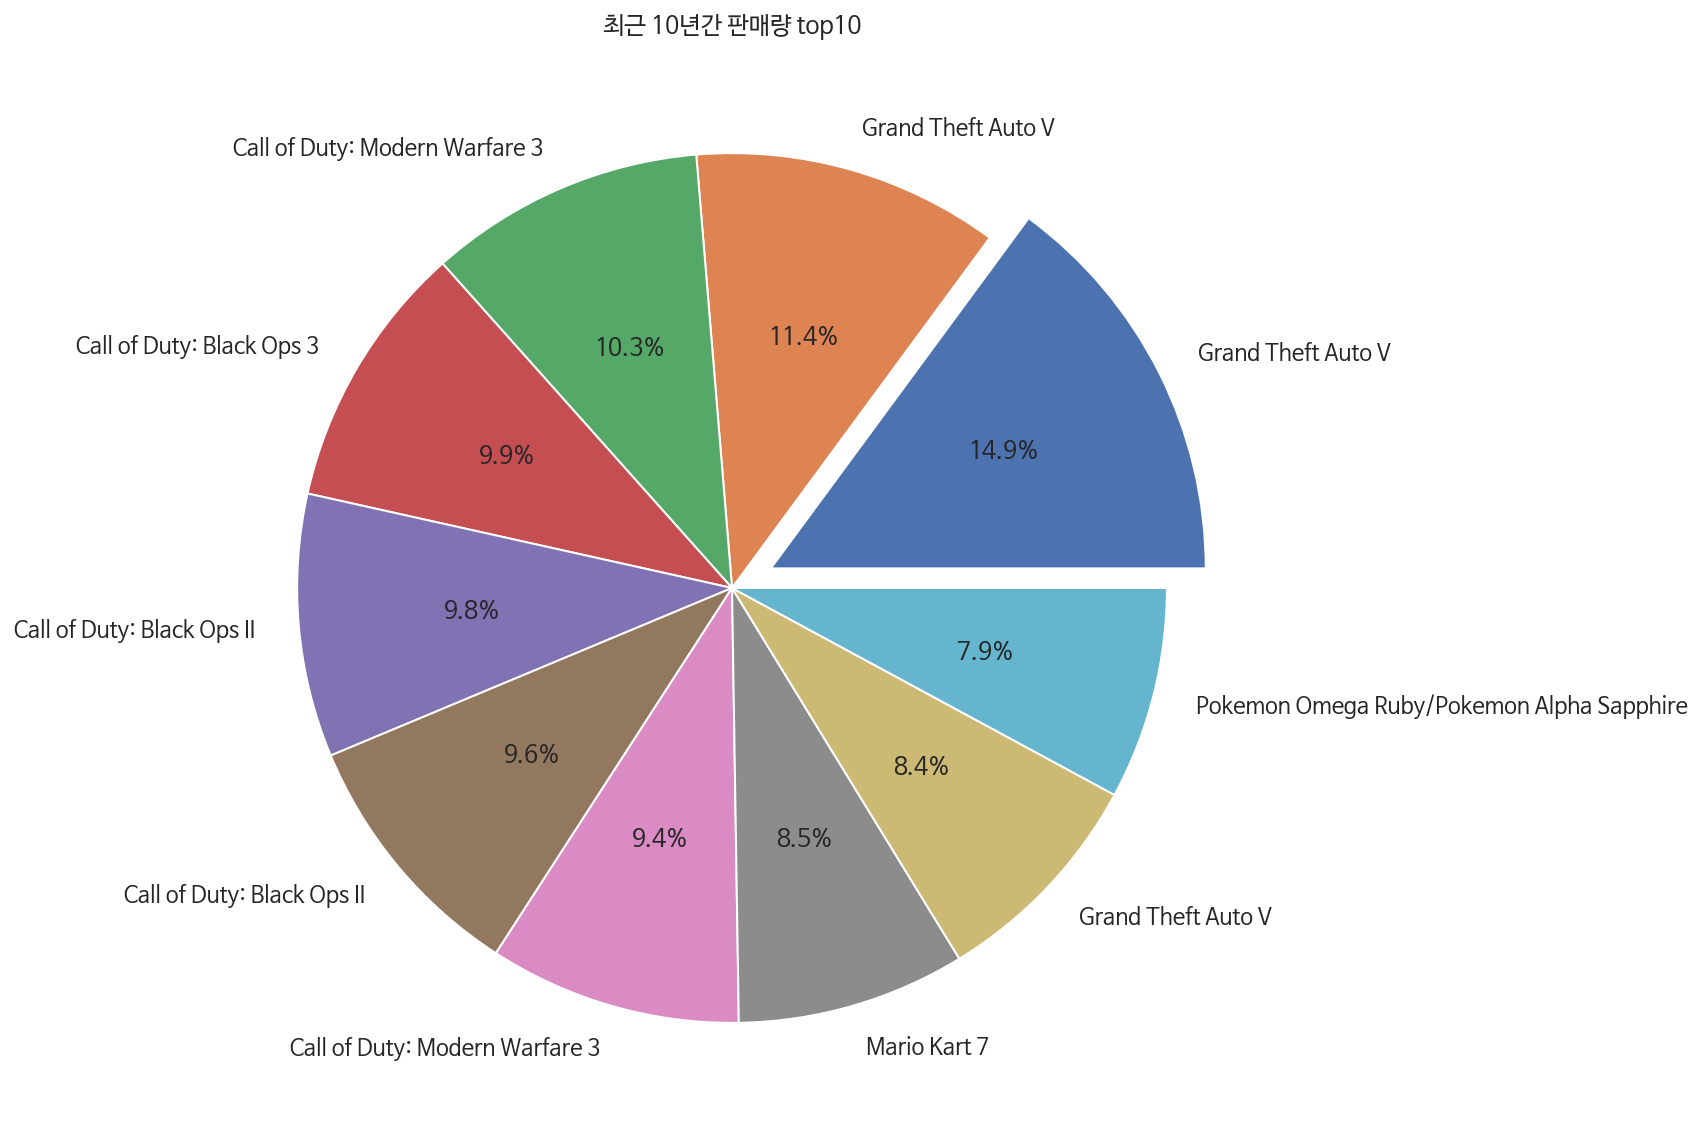 최근 10년간 판매량 top10
Grand Theft Auto V
14.9%
Grand Theft Auto V
11.4%
Call of Duty: Modern Warfare 3
10.3%
Call of Duty: Black Ops 3
9.9%
Call of Duty: Black Ops II
9.8%
Call of Duty: Black Ops II
9.6%
Call of Duty: Modern Warfare 3
9.4%
Mario Kart 7
8.5%
Grand Theft Auto V
8.4%
Pokemon Omega Ruby/Pokemon Alpha Sapphire
7.9%